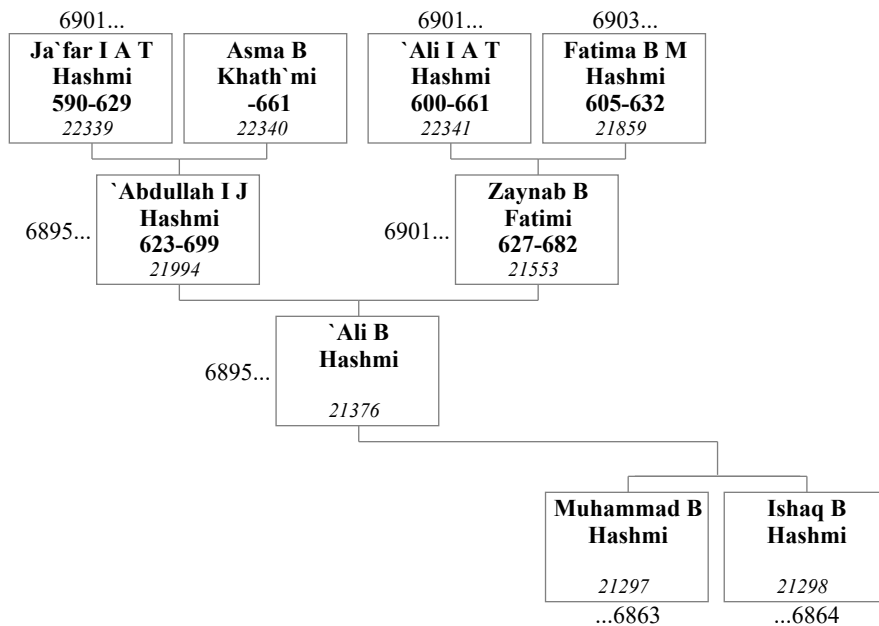 6901...
6901...
6903...
Ja`far I A T
Hashmi
590-629
22339
Asma B
Khath`mi
-661
22340
`Ali I A T
Hashmi
600-661
22341
Fatima B M
Hashmi
605-632
21859
6895...
`Abdullah I J
Hashmi
623-699
21994
6901...
Zaynab B
Fatimi
627-682
21553
6895...
`Ali B
Hashmi
21376
Muhammad B
Hashmi
21297
...6863
Ishaq B
Hashmi
21298
...6864